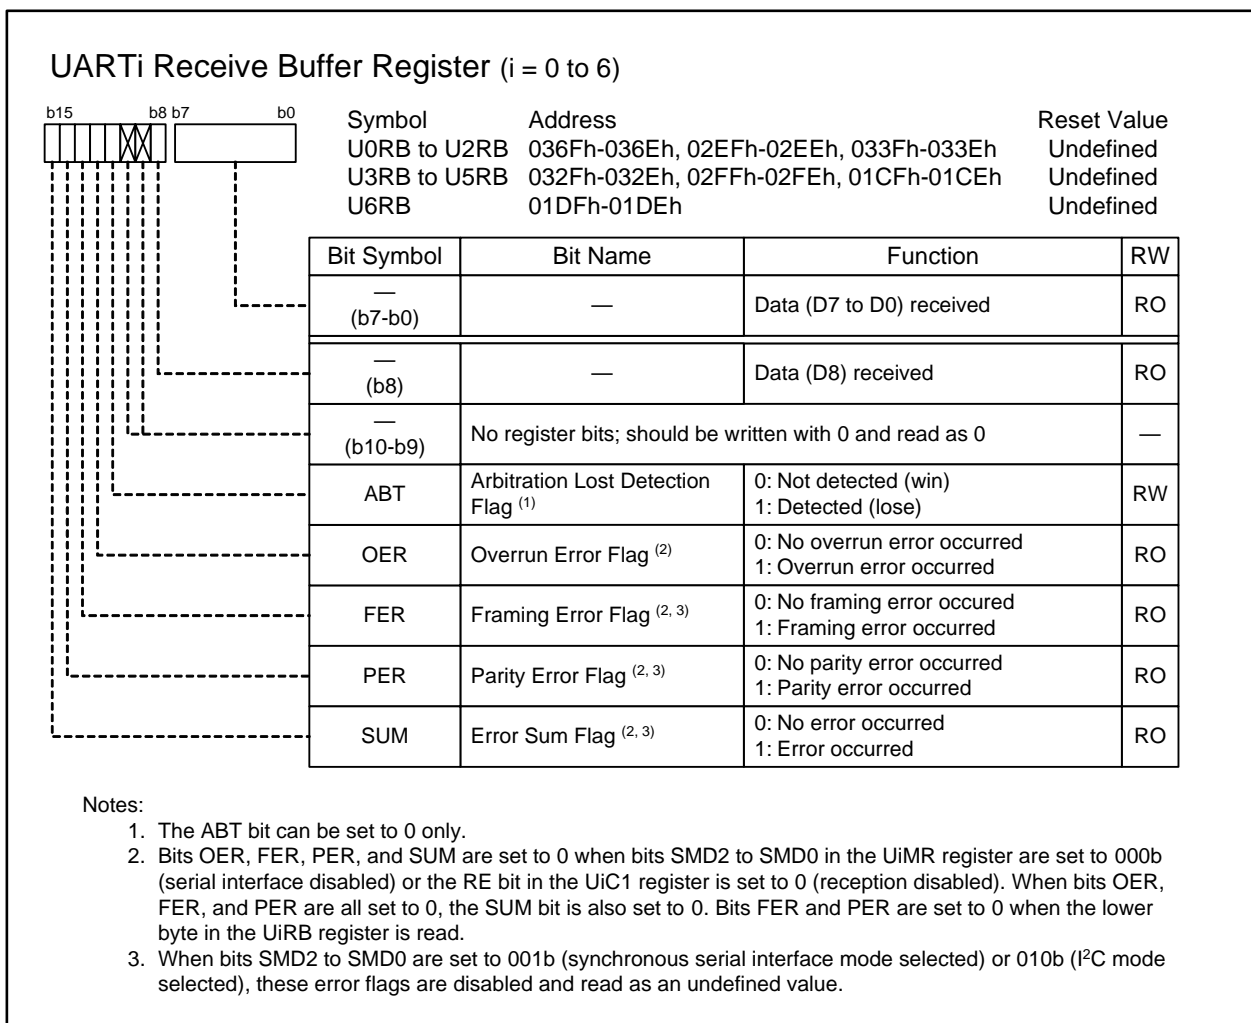 UARTi Receive Buffer Register (i = 0 to 6)
b15 b8 b7 b0
Symbol Address Reset Value
U0RB to U2RB 036Fh-036Eh, 02EFh-02EEh, 033Fh-033Eh Undefined
U3RB to U5RB 032Fh-032Eh, 02FFh-02FEh, 01CFh-01CEh Undefined
U6RB 01DFh-01DEh Undefined
Bit Symbol Bit Name Function RW
—
(b7-b0) — Data (D7 to D0) received RO
—
(b8) — Data (D8) received RO
—
(b10-b9) No register bits; should be written with 0 and read as 0 —
ABT Arbitration Lost Detection Flag (1) 0: Not detected (win)
1: Detected (lose) RW
OER Overrun Error Flag (2) 0: No overrun error occurred
1: Overrun error occurred RO
FER Framing Error Flag (2, 3) 0: No framing error occured
1: Framing error occurred RO
PER Parity Error Flag (2, 3) 0: No parity error occurred
1: Parity error occurred RO
SUM Error Sum Flag (2, 3) 0: No error occurred
1: Error occurred RO
Notes:
1. The ABT bit can be set to 0 only.
2. Bits OER, FER, PER, and SUM are set to 0 when bits SMD2 to SMD0 in the UiMR register are set to 000b
(serial interface disabled) or the RE bit in the UiC1 register is set to 0 (reception disabled). When bits OER,
FER, and PER are all set to 0, the SUM bit is also set to 0. Bits FER and PER are set to 0 when the lower
byte in the UiRB register is read.
3. When bits SMD2 to SMD0 are set to 001b (synchronous serial interface mode selected) or 010b (I²C mode
selected), these error flags are disabled and read as an undefined value.